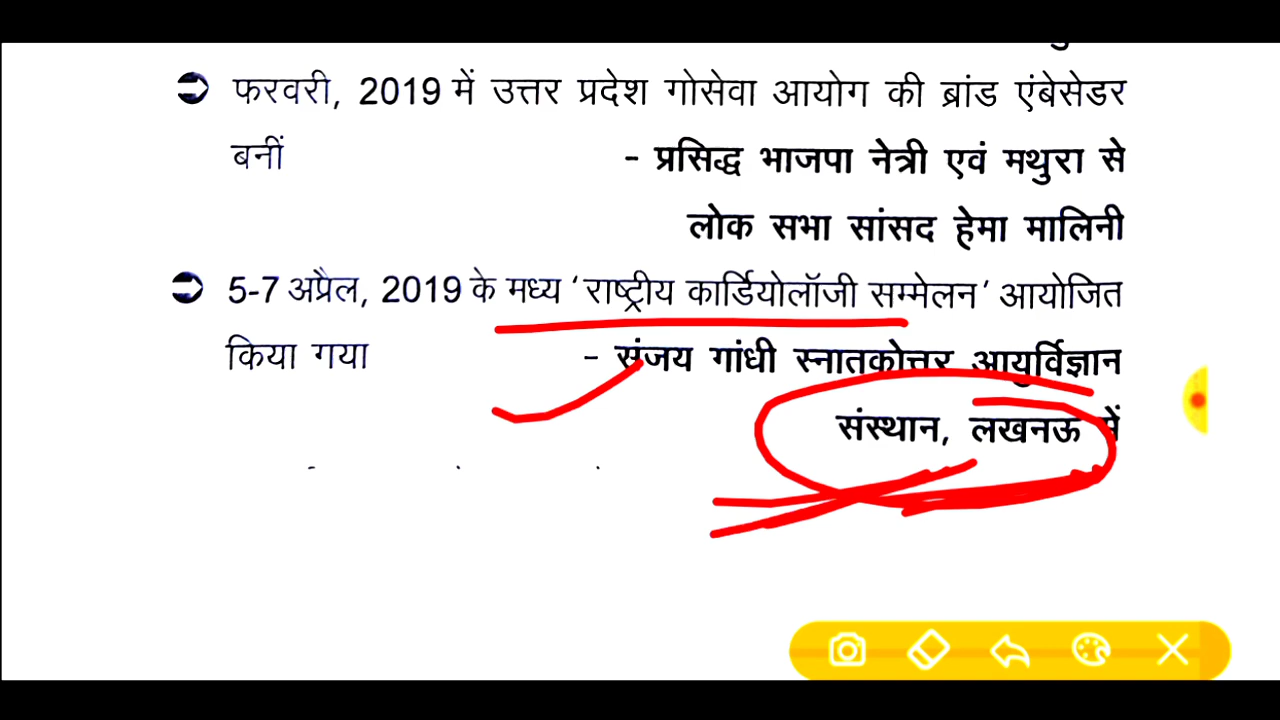 फरवरी, 2019 में उत्तर प्रदेश गोसेवा आयोग की ब्रांड एंबेसेडर
बनीं - प्रसिद्ध भाजपा नेत्री एवं मथुरा से
लोक सभा सांसद हेमा मालिनी
5-7 अप्रैल, 2019 के मध्य ‘राष्ट्रीय कार्डियोलॉजी सम्मेलन’ आयोजित
किया गया - संजय गांधी स्नातकोत्तर आयुर्विज्ञान
संस्थान, लखनऊ में